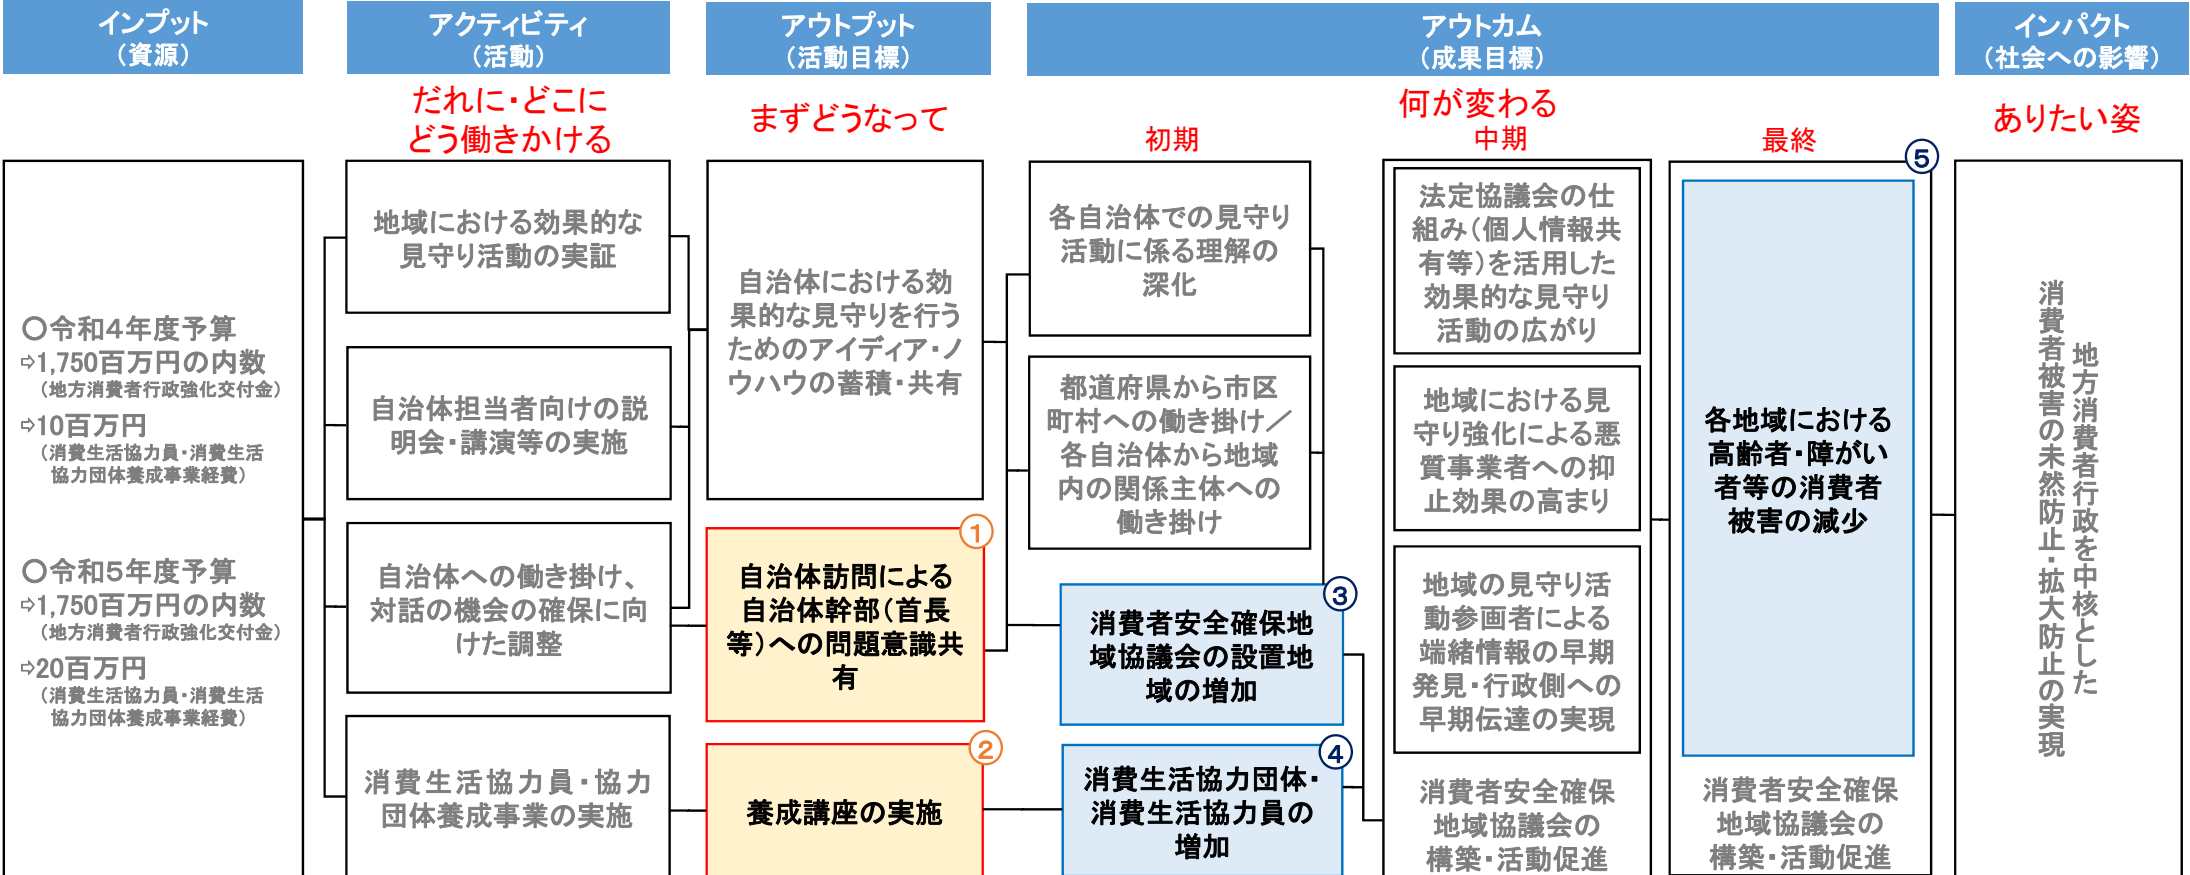 インプット
（資源）
アクティビティ
（活動）
アウトプット
（活動目標）
アウトカム
（成果目標）
インパクト
（社会への影響）
だれに・どこに
どう働きかける
まずどうなって
何が変わる
初期
中期
最終
ありたい姿
〇令和４年度予算
⇨1,750百万円の内数
（地方消費者行政強化交付金）
⇨10百万円
（消費生活協力員・消費生活
協力団体養成事業経費）
〇令和５年度予算
⇨1,750百万円の内数
（地方消費者行政強化交付金）
⇨20百万円
（消費生活協力員・消費生活
協力団体養成事業経費）
地域における効果的な
見守り活動の実証
自治体担当者向けの説
明会・講演等の実施
自治体への働き掛け、
対話の機会の確保に向
けた調整
消費生活協力員・協力
団体養成事業の実施
自治体における効
果的な見守りを行う
ためのアイディア・ノ
ウハウの蓄積・共有
①
自治体訪問による
自治体幹部（首長
等）への問題意識共
有
②
養成講座の実施
各自治体での見守り
活動に係る理解の
深化
都道府県から市区
町村への働き掛け／
各自治体から地域
内の関係主体への
働き掛け
③
消費者安全確保地
域協議会の設置地
域の増加
④
消費生活協力団体・
消費生活協力員の
増加
法定協議会の仕
組み（個人情報共
有等）を活用した
効果的な見守り
活動の広がり
地域における見
守り強化による悪
質事業者への抑
止効果の高まり
地域の見守り活
動参画者による
端緒情報の早期
発見・行政側への
早期伝達の実現
消費者安全確保
地域協議会の
構築・活動促進
⑤
各地域における
高齢者・障がい
者等の消費者
被害の減少
消費者安全確保
地域協議会の
構築・活動促進
地方消費者行政を中核とした
消費者被害の未然防止・拡大防止の実現